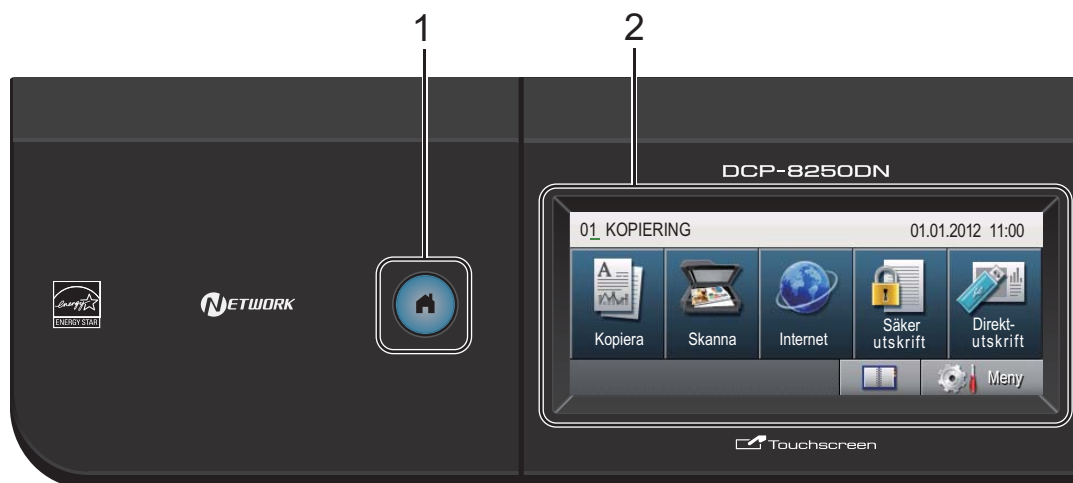 1
2
DCP-8250DN
01 KOPIERING 01.01.2012 11:00
Kopiera
Skanna
Internet
Säker
utskrift
Direkt-
utskrift
Meny
energy
ENERGY STAR
NETWORK
Touchscreen